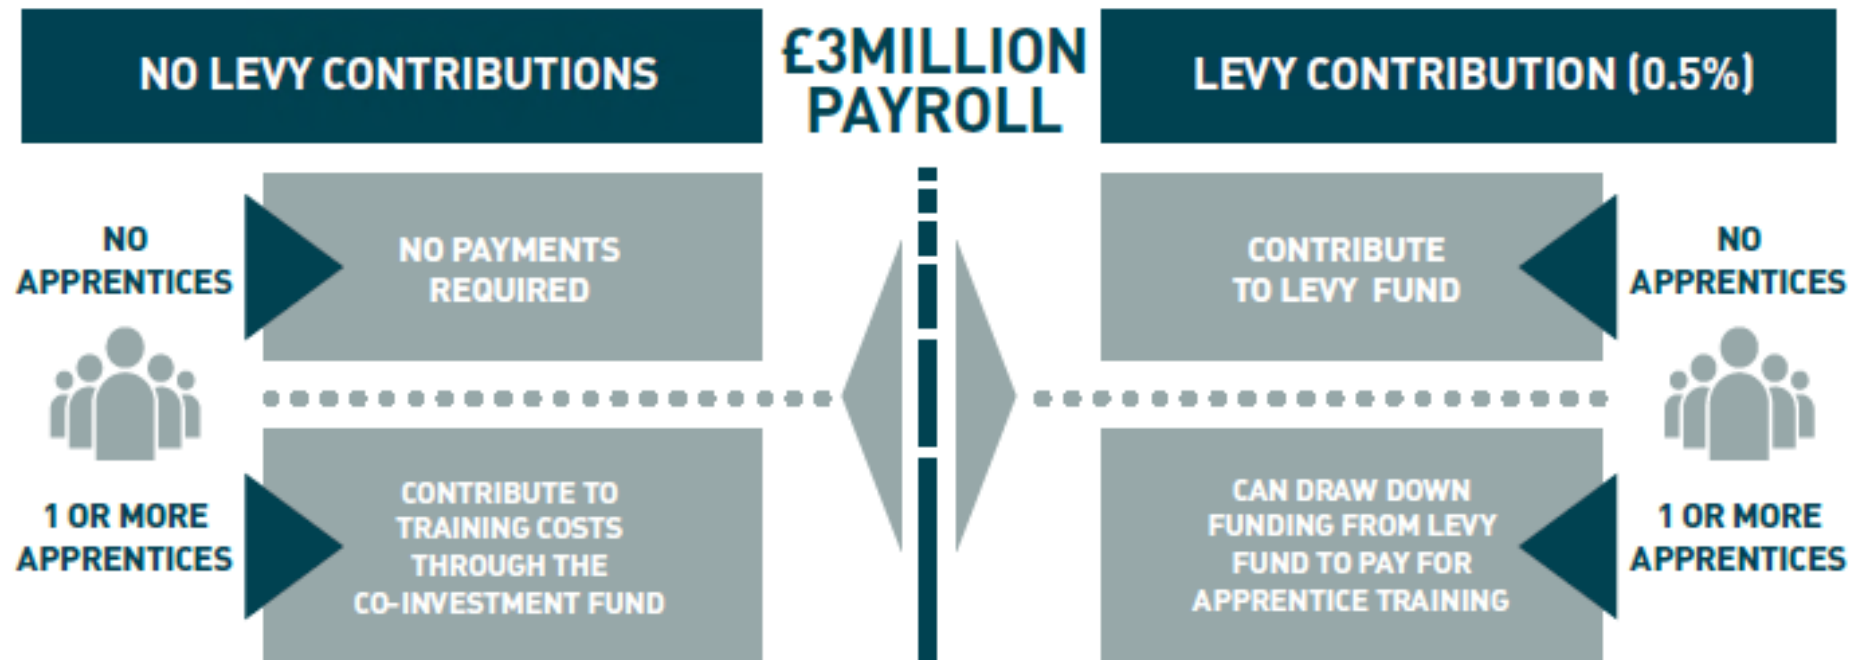 NO LEVY CONTRIBUTIONS
£3MILLION
PAYROLL
LEVY CONTRIBUTION (0.5%)
NO
APPRENTICES
NO PAYMENTS
REQUIRED
CONTRIBUTE
TO LEVY FUND
NO
APPRENTICES
1 OR MORE
APPRENTICES
CONTRIBUTE TO
TRAINING COSTS
THROUGH THE
CO-INVESTMENT FUND
CAN DRAW DOWN
FUNDING FROM LEVY
FUND TO PAY FOR
APPRENTICE TRAINING
1 OR MORE
APPRENTICES